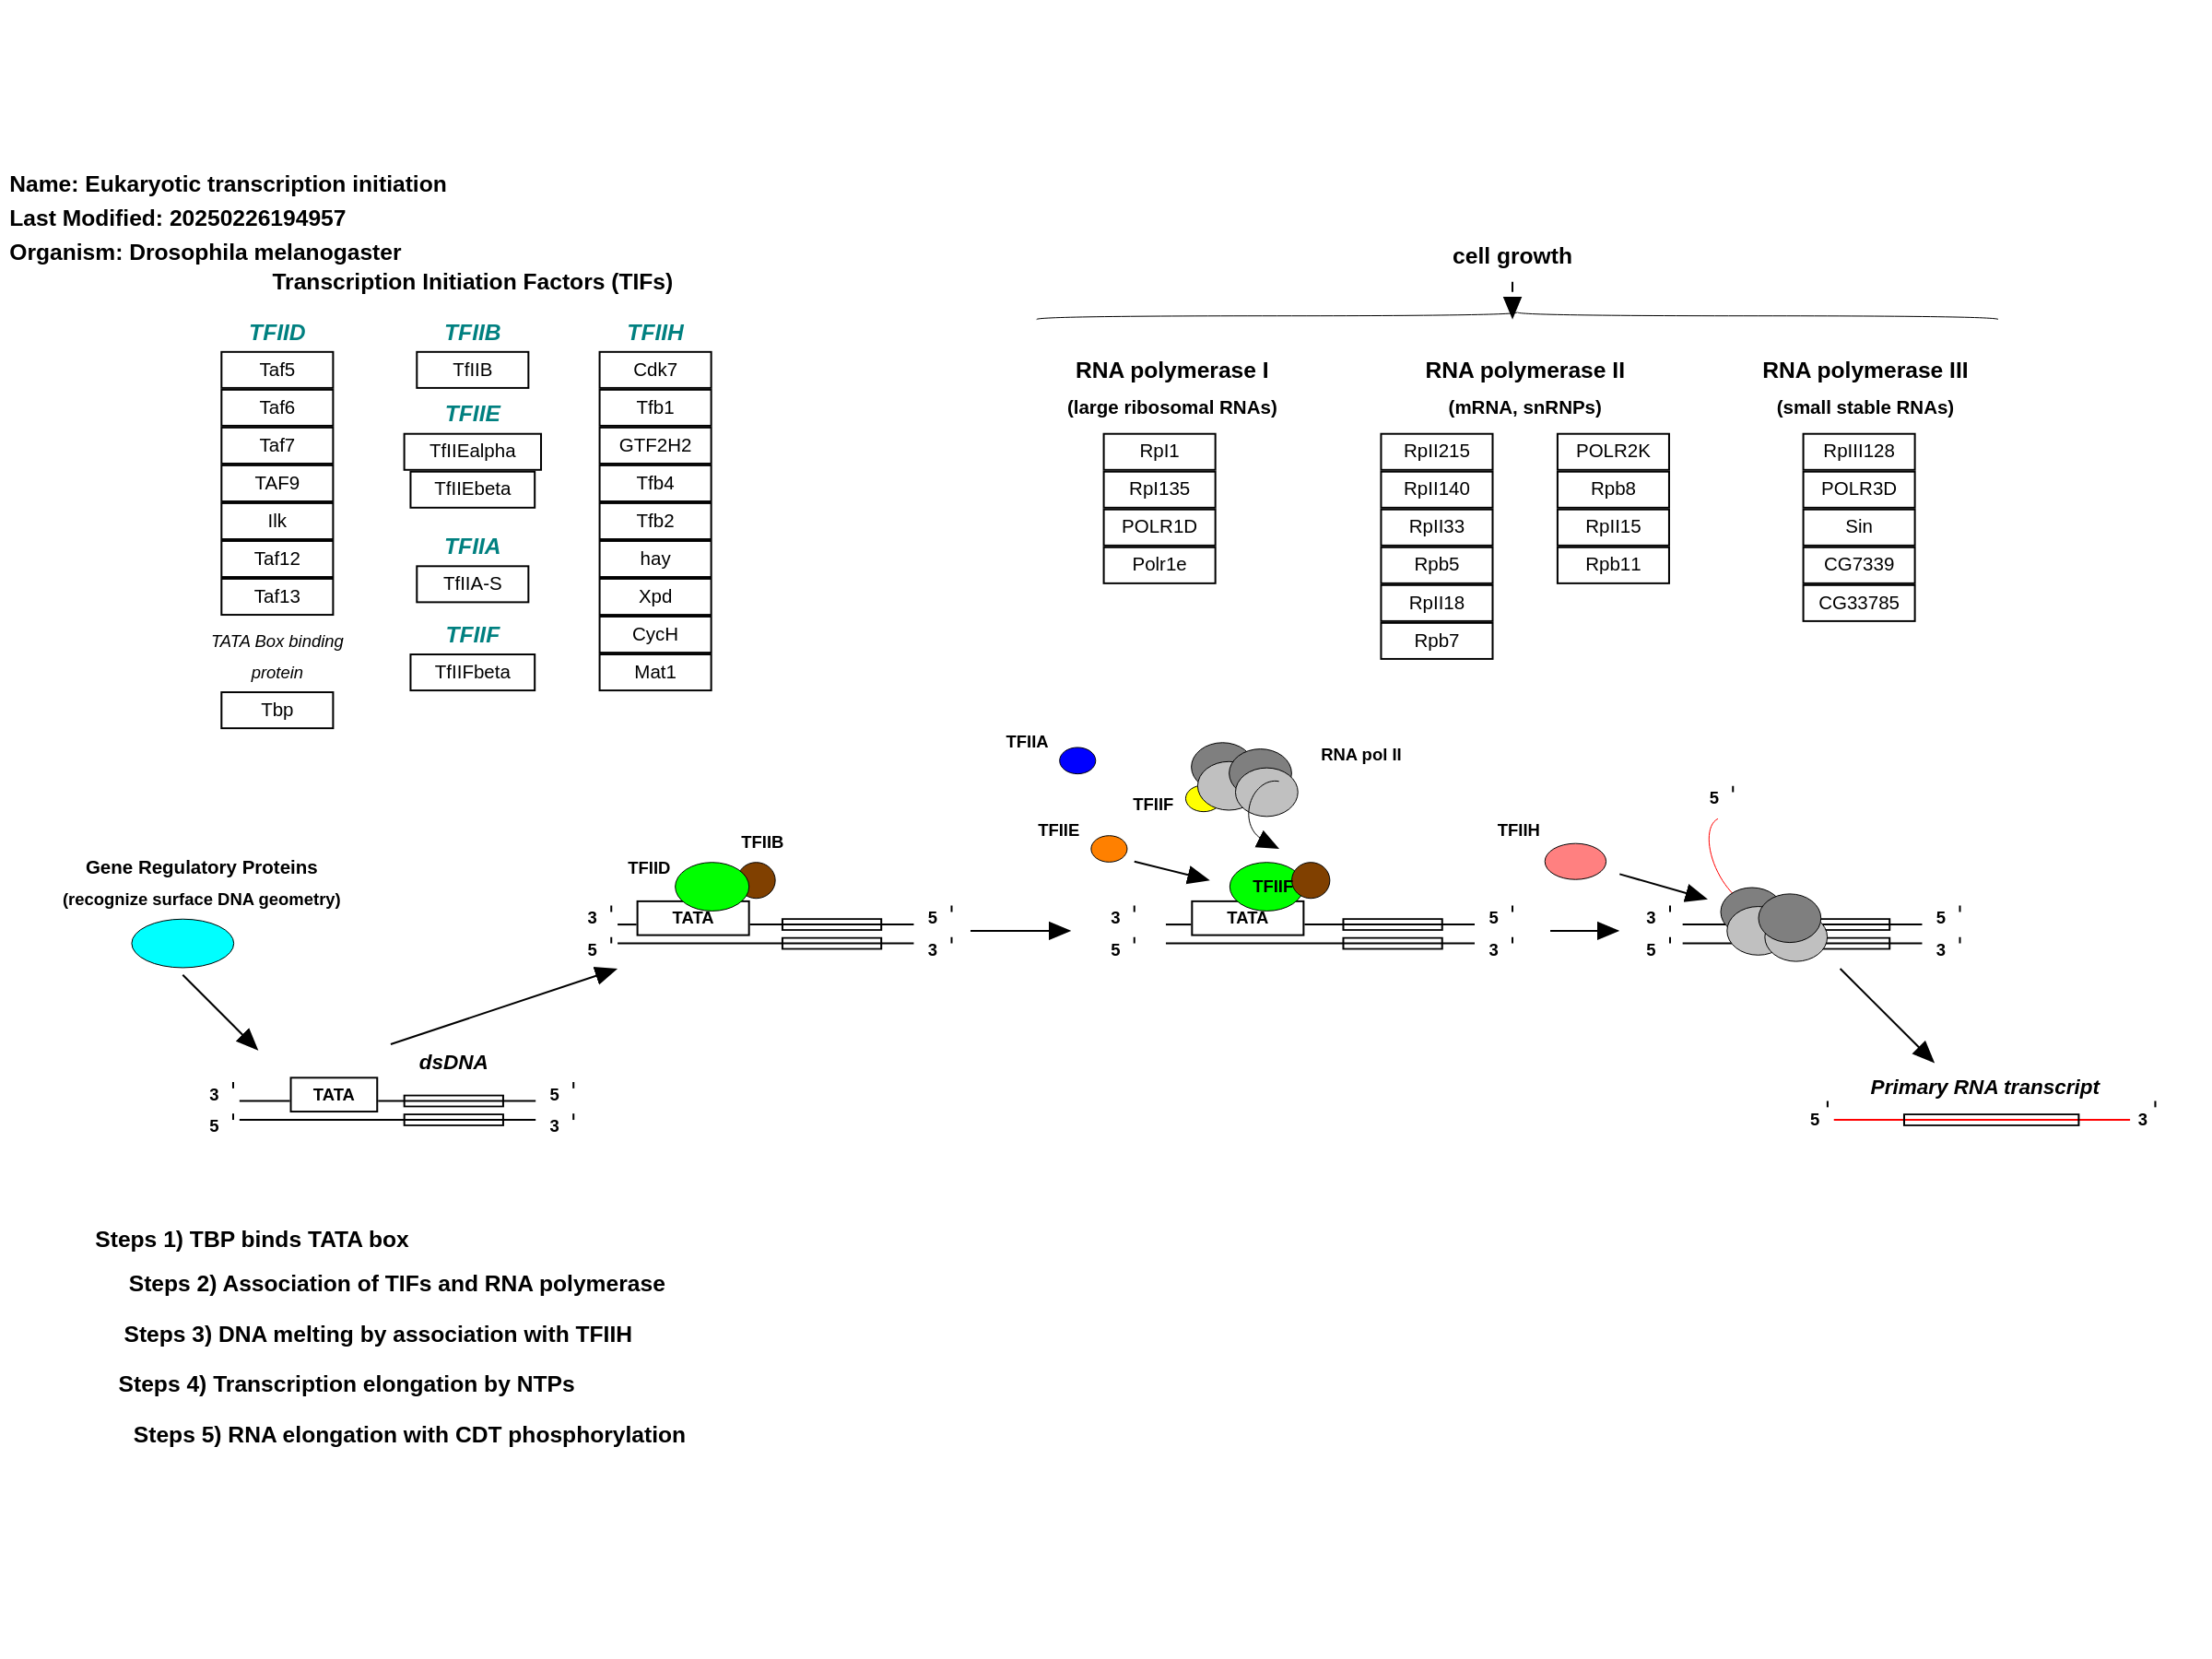 Name: Eukaryotic transcription initiation
Last Modified: 20250226194957
Organism: Drosophila melanogaster
Transcription Initiation Factors (TIFs)
TFIID
Taf5
Taf6
Taf7
TAF9
Ilk
Taf12
Taf13
TATA Box binding
protein
Tbp
TFIIB
TfIIB
TFIIE
TfIIEalpha
TfIIEbeta
TFIIA
TfIIA-S
TFIIF
TfIIFbeta
TFIIH
Cdk7
Tfb1
GTF2H2
Tfb4
Tfb2
hay
Xpd
CycH
Mat1
cell growth
RNA polymerase I
(large ribosomal RNAs)
RpI1
RpI135
POLR1D
Polr1e
RNA polymerase II
(mRNA, snRNPs)
RpII215
RpII140
RpII33
Rpb5
RpII18
Rpb7
POLR2K
Rpb8
RpII15
Rpb11
RNA polymerase III
(small stable RNAs)
RpIII128
POLR3D
Sin
CG7339
CG33785
Gene Regulatory Proteins
(recognize surface DNA geometry)
dsDNA
3 ' TATA 5 '
5 ' 3 '
TFIIB
TFIID
3 ' TATA 5 '
5 ' 3 '
TFIIA
RNA pol II
TFIIF
TFIIE
TFIIF
3 ' TATA 5 '
5 ' 3 '
TFIIH
5 '
3 ' 5 '
5 ' 3 '
Primary RNA transcript
5 ' 3 '
Steps 1) TBP binds TATA box
Steps 2) Association of TIFs and RNA polymerase
Steps 3) DNA melting by association with TFIIH
Steps 4) Transcription elongation by NTPs
Steps 5) RNA elongation with CDT phosphorylation